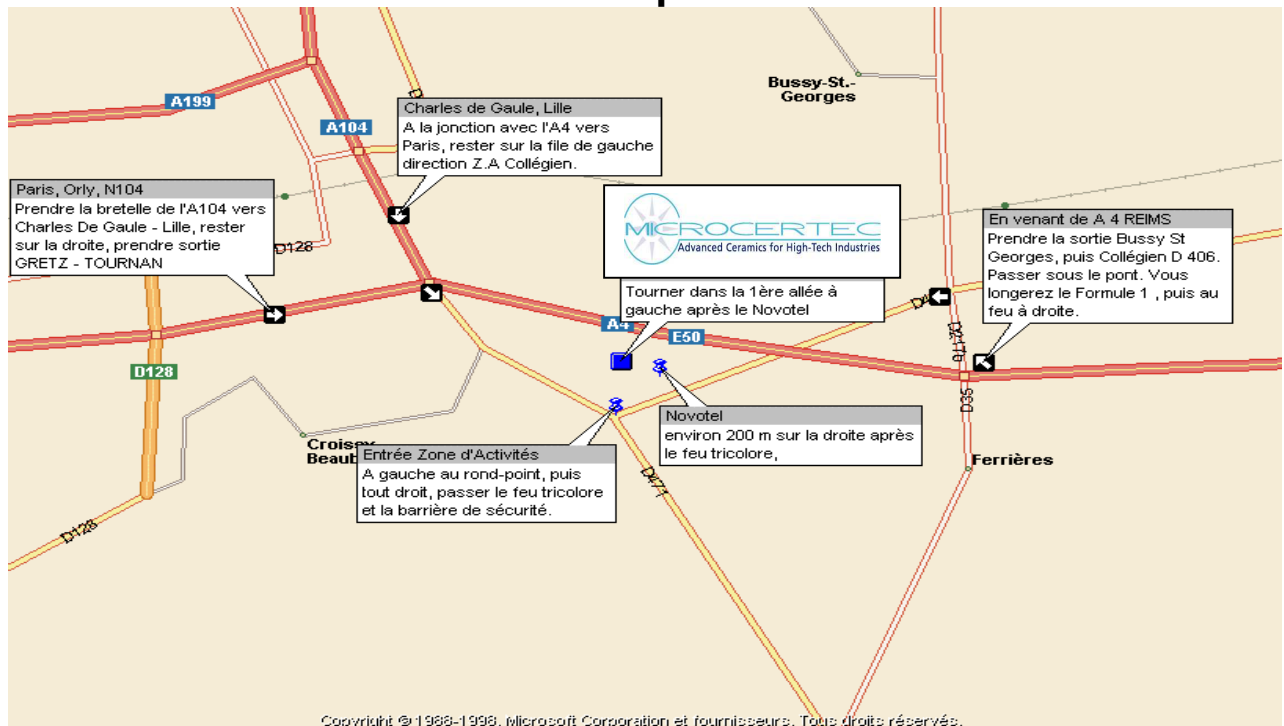 Bussy-St.-
Georges
A199
A104
Charles de Gaule, Lille
A la jonction avec l'A4 vers
Paris, rester sur la file de gauche
direction Z.A Collégien.
Paris, Orly, N104
Prendre la bretelle de l'A104 vers
Charles De Gaule - Lille, rester
sur la droite, prendre sortie
GRETZ - TOURNAN
D128
MICROCERTEC
Advanced Ceramics for High-Tech Industries
En venant de A 4 REIMS
Prendre la sortie Bussy St
Georges, puis Collégien D 406.
Passer sous le pont. Vous
longerez le Formule 1 , puis au
feu à droite.
Tourner dans la 1ère allée à
gauche après le Novotel
A4
E50
D128
D35
Novotel
environ 200 m sur la droite après
le feu tricolore,
Croissy
Entrée Zone d'Activités
A gauche au rond-point, puis
tout droit, passer le feu tricolore
et la barrière de sécurité.
Ferrières
D471
D128
Copyright © 1988-1998, Microsoft Corporation et fournisseurs. Tous droits réservés.